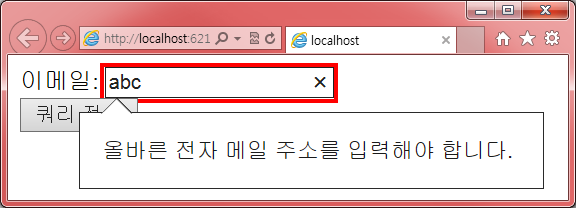 http://localhost:621
localhost
이메일: abc
쿼리 전
올바른 전자 메일 주소를 입력해야 합니다.